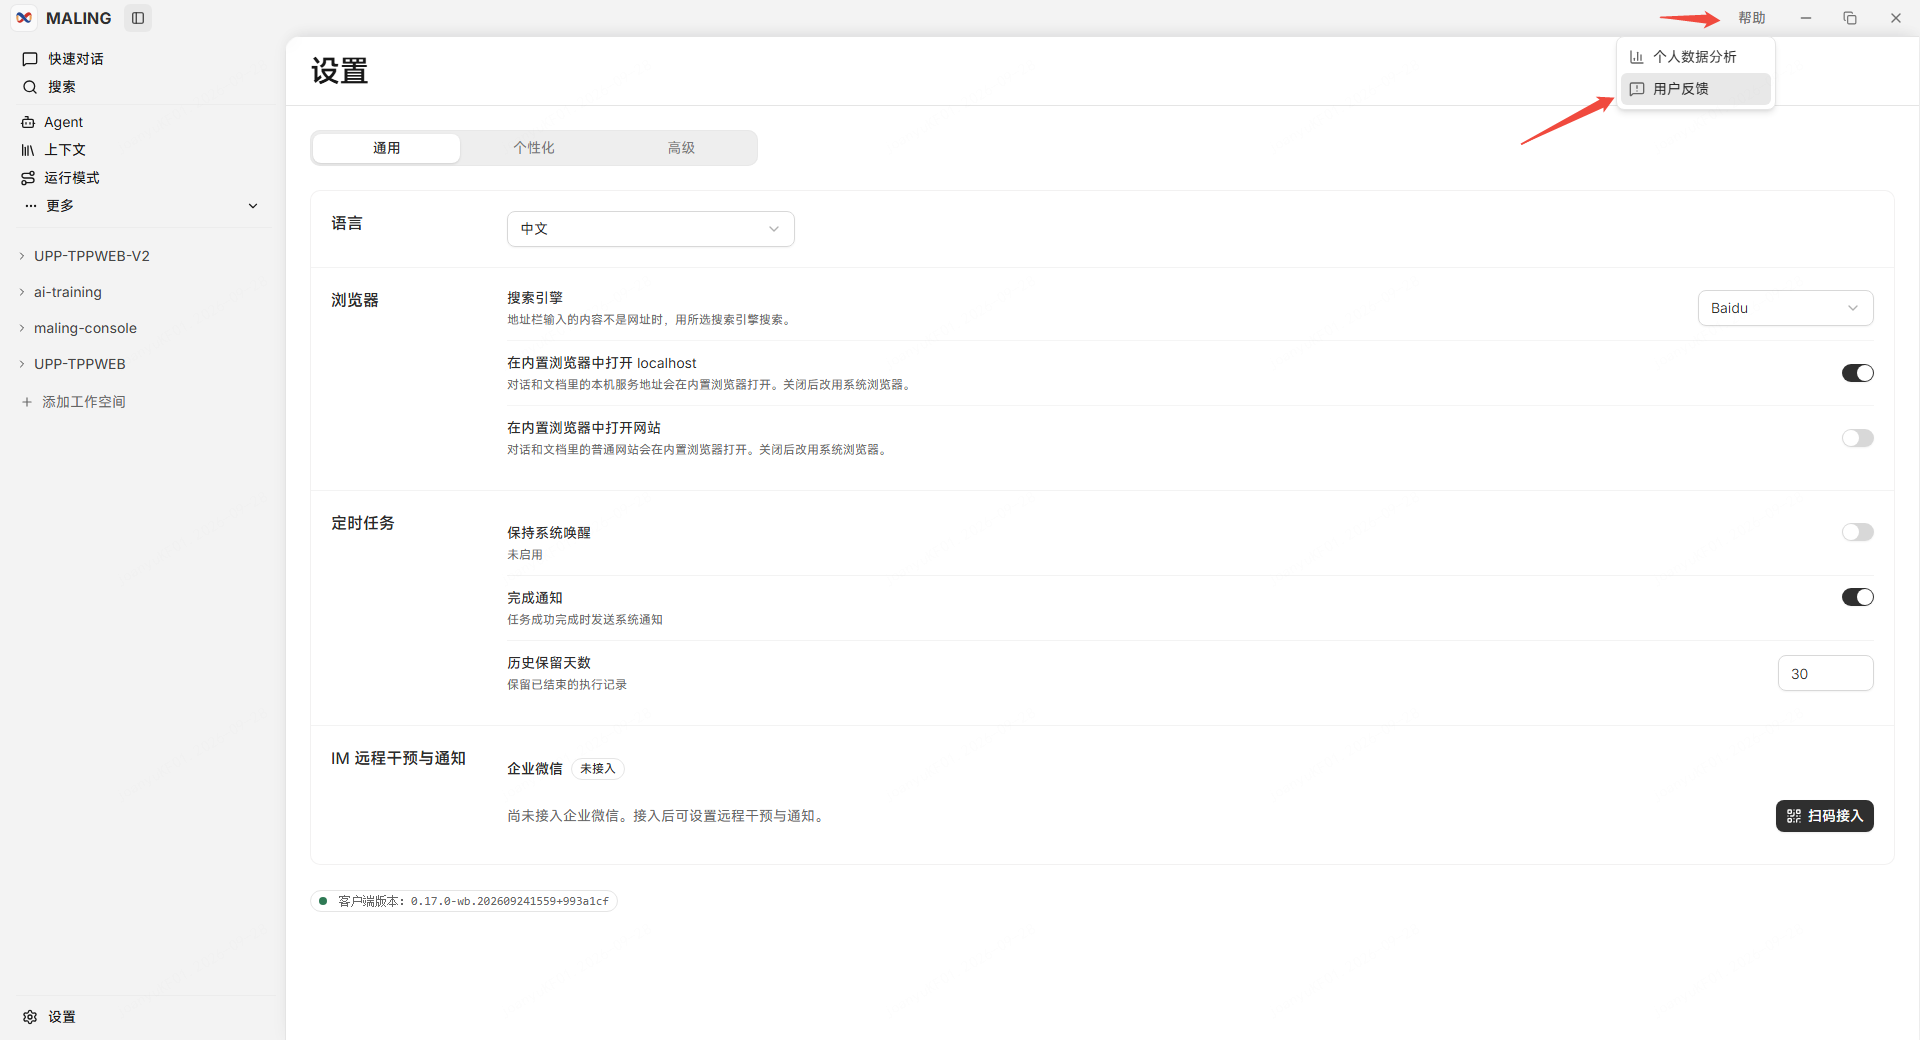 MALING
帮助
快速对话
搜索
Agent
上下文
运行模式
更多
UPP-TPPWEB-V2
ai-training
maling-console
UPP-TPPWEB
添加工作空间
设置
个人数据分析
用户反馈
设置
通用
个性化
高级
语言
中文
浏览器
搜索引擎
地址栏输入的内容不是网址时，用所选搜索引擎搜索。
Baidu
在内置浏览器中打开 localhost
对话和文档里的本机服务地址会在内置浏览器打开。关闭后改用系统浏览器。
在内置浏览器中打开网站
对话和文档里的普通网站会在内置浏览器打开。关闭后改用系统浏览器。
定时任务
保持系统唤醒
未启用
完成通知
任务成功完成时发送系统通知
历史保留天数
保留已结束的执行记录
30
IM 远程干预与通知
企业微信
未接入
尚未接入企业微信。接入后可设置远程干预与通知。
扫码接入
客户端版本：0.17.0-wb.202609241559+993a1cf